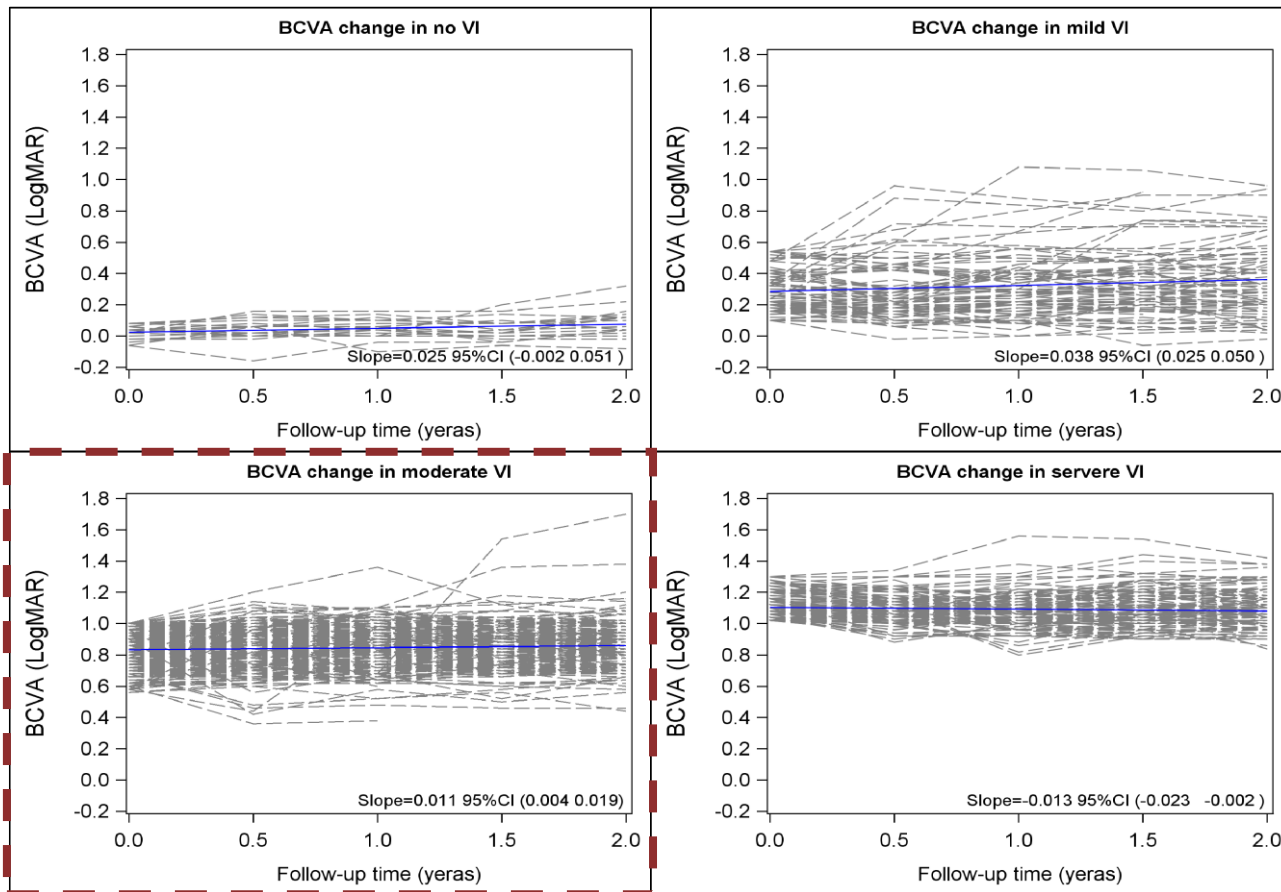 BCVA change in no VI
BCVA (LogMAR)
1.8
1.6
1.4
1.2
1.0
0.8
0.6
0.4
0.2
0.0
-0.2
Slope=0.025 95%CI (-0.002 0.051 )
0.0 0.5 1.0 1.5 2.0
Follow-up time (yeras)
BCVA change in mild VI
BCVA (LogMAR)
1.8
1.6
1.4
1.2
1.0
0.8
0.6
0.4
0.2
0.0
-0.2
Slope=0.038 95%CI (0.025 0.050 )
0.0 0.5 1.0 1.5 2.0
Follow-up time (yeras)
BCVA change in moderate VI
BCVA (LogMAR)
1.8
1.6
1.4
1.2
1.0
0.8
0.6
0.4
0.2
0.0
-0.2
Slope=0.011 95%CI (0.004 0.019)
0.0 0.5 1.0 1.5 2.0
Follow-up time (yeras)
BCVA change in servere VI
BCVA (LogMAR)
1.8
1.6
1.4
1.2
1.0
0.8
0.6
0.4
0.2
0.0
-0.2
Slope=-0.013 95%CI (-0.023 -0.002 )
0.0 0.5 1.0 1.5 2.0
Follow-up time (yeras)